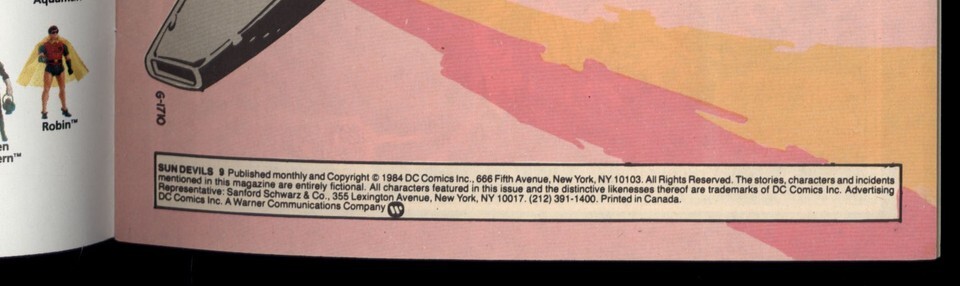 Robin™
G-1710
SUN DEVILS 9 Published monthly and Copyright © 1984 DC Comics Inc., 666 Fifth Avenue, New York, NY 10103. All Rights Reserved. The stories, characters and incidents
mentioned in this magazine are entirely fictional. All characters featured in this issue and the distinctive likenesses thereof are trademarks of DC Comics Inc. Advertising
Representative: Sanford Schwarz & Co., 355 Lexington Avenue, New York, NY 10017. (212) 391-1400. Printed in Canada.
DC Comics Inc. A Warner Communications Company